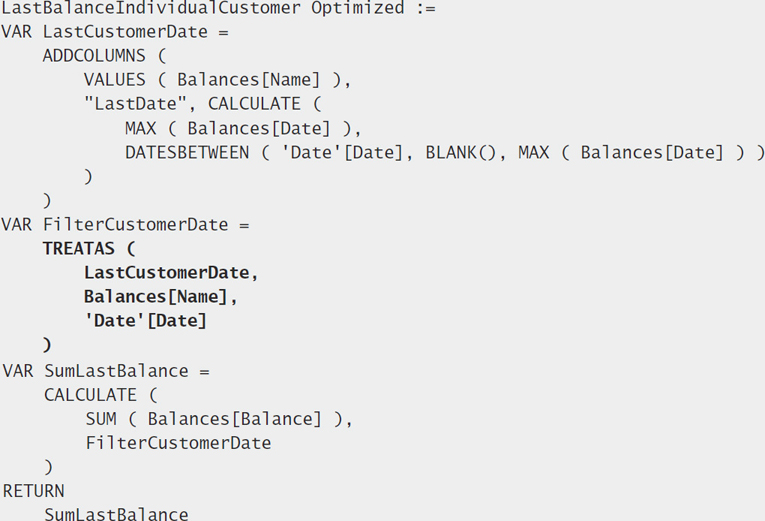 LastBalanceIndividualCustomer Optimized :=
VAR LastCustomerDate =
ADDCOLUMNS (
VALUES ( Balances[Name] ),
"LastDate", CALCULATE (
MAX ( Balances[Date] ),
DATESBETWEEN ( 'Date'[Date], BLANK(), MAX ( Balances[Date] ) )
)
)
VAR FilterCustomerDate =
TREATAS (
LastCustomerDate,
Balances[Name],
'Date'[Date]
)
VAR SumLastBalance =
CALCULATE (
SUM ( Balances[Balance] ),
FilterCustomerDate
)
RETURN
SumLastBalance